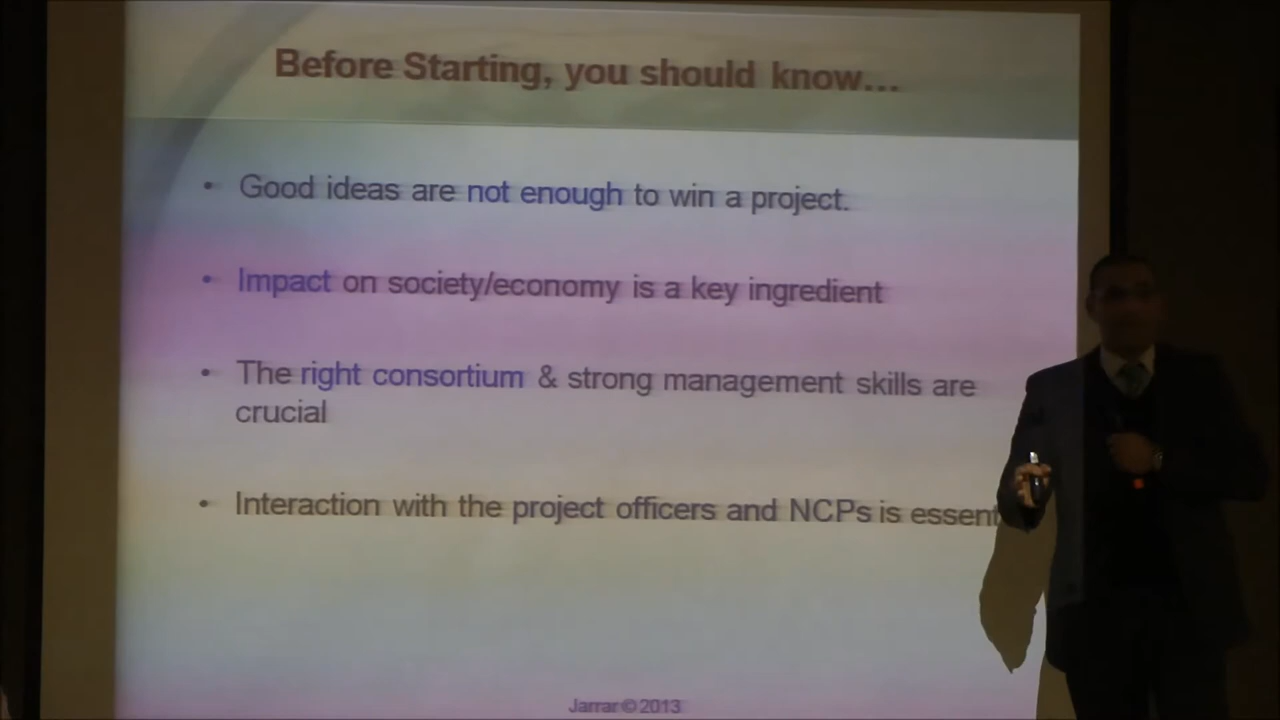 Before Starting, you should know...
• Good ideas are not enough to win a project.
• Impact on society/economy is a key ingredient
• The right consortium & strong management skills are
crucial
• Interaction with the project officers and NCPs is essent
Jarrar © 2013